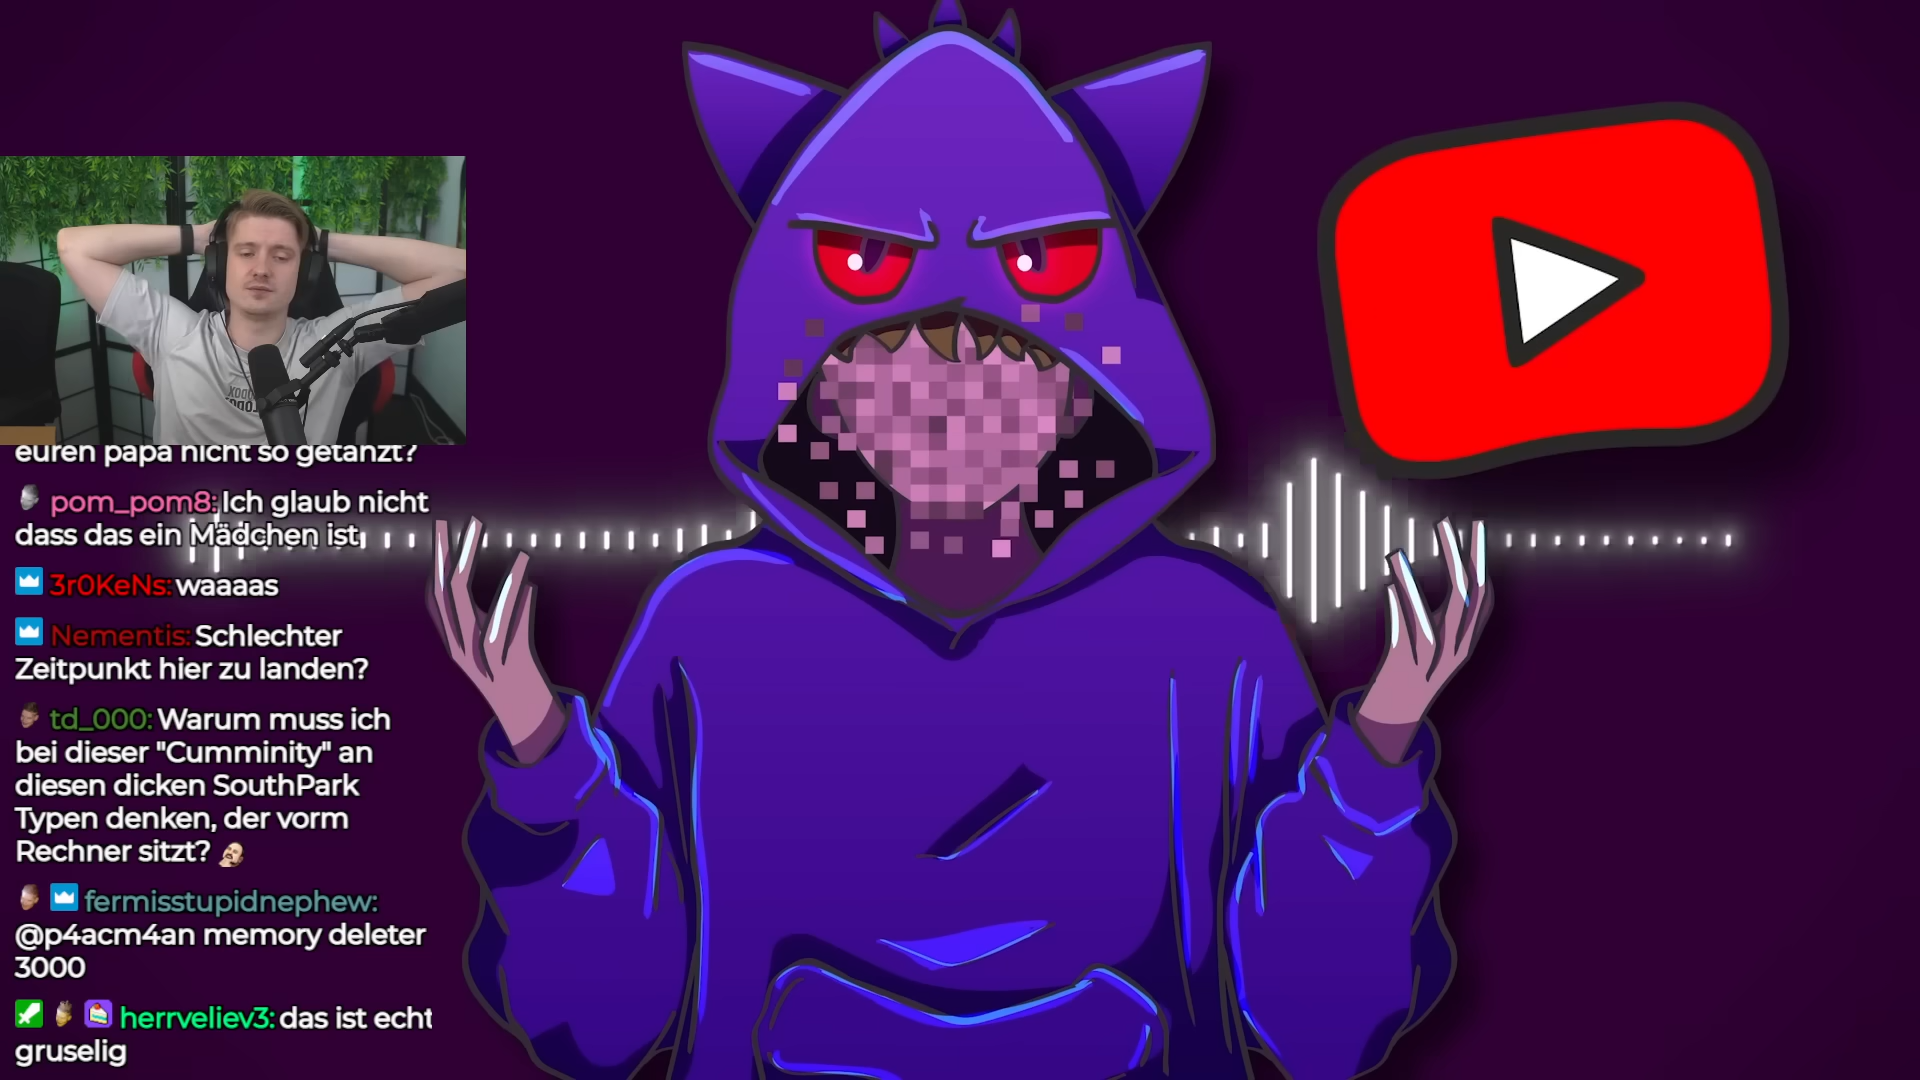 euren papa nicht so getanzt?
pom_pom8: Ich glaub nicht
dass das ein Mädchen ist
3r0KeNs: waaaas
Nementis: Schlechter
Zeitpunkt hier zu landen?
td_000: Warum muss ich
bei dieser "Cumminity" an
diesen dicken SouthPark
Typen denken, der vorm
Rechner sitzt?
fermisstupidnephew:
@p4acm4an memory deleter
3000
herrveliev3: das ist echt
gruselig